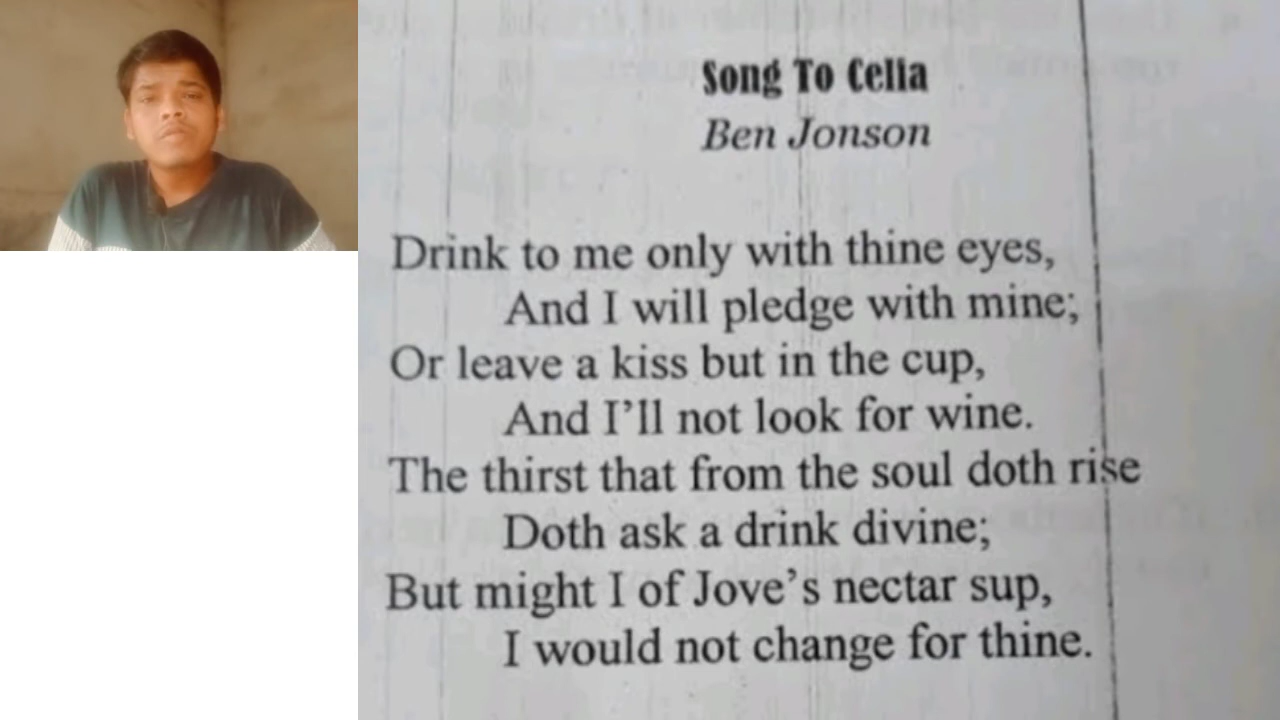 Song To Celia
Ben Jonson
Drink to me only with thine eyes,
And I will pledge with mine;
Or leave a kiss but in the cup,
And I'll not look for wine.
The thirst that from the soul doth rise
Doth ask a drink divine;
But might I of Jove's nectar sup,
I would not change for thine.